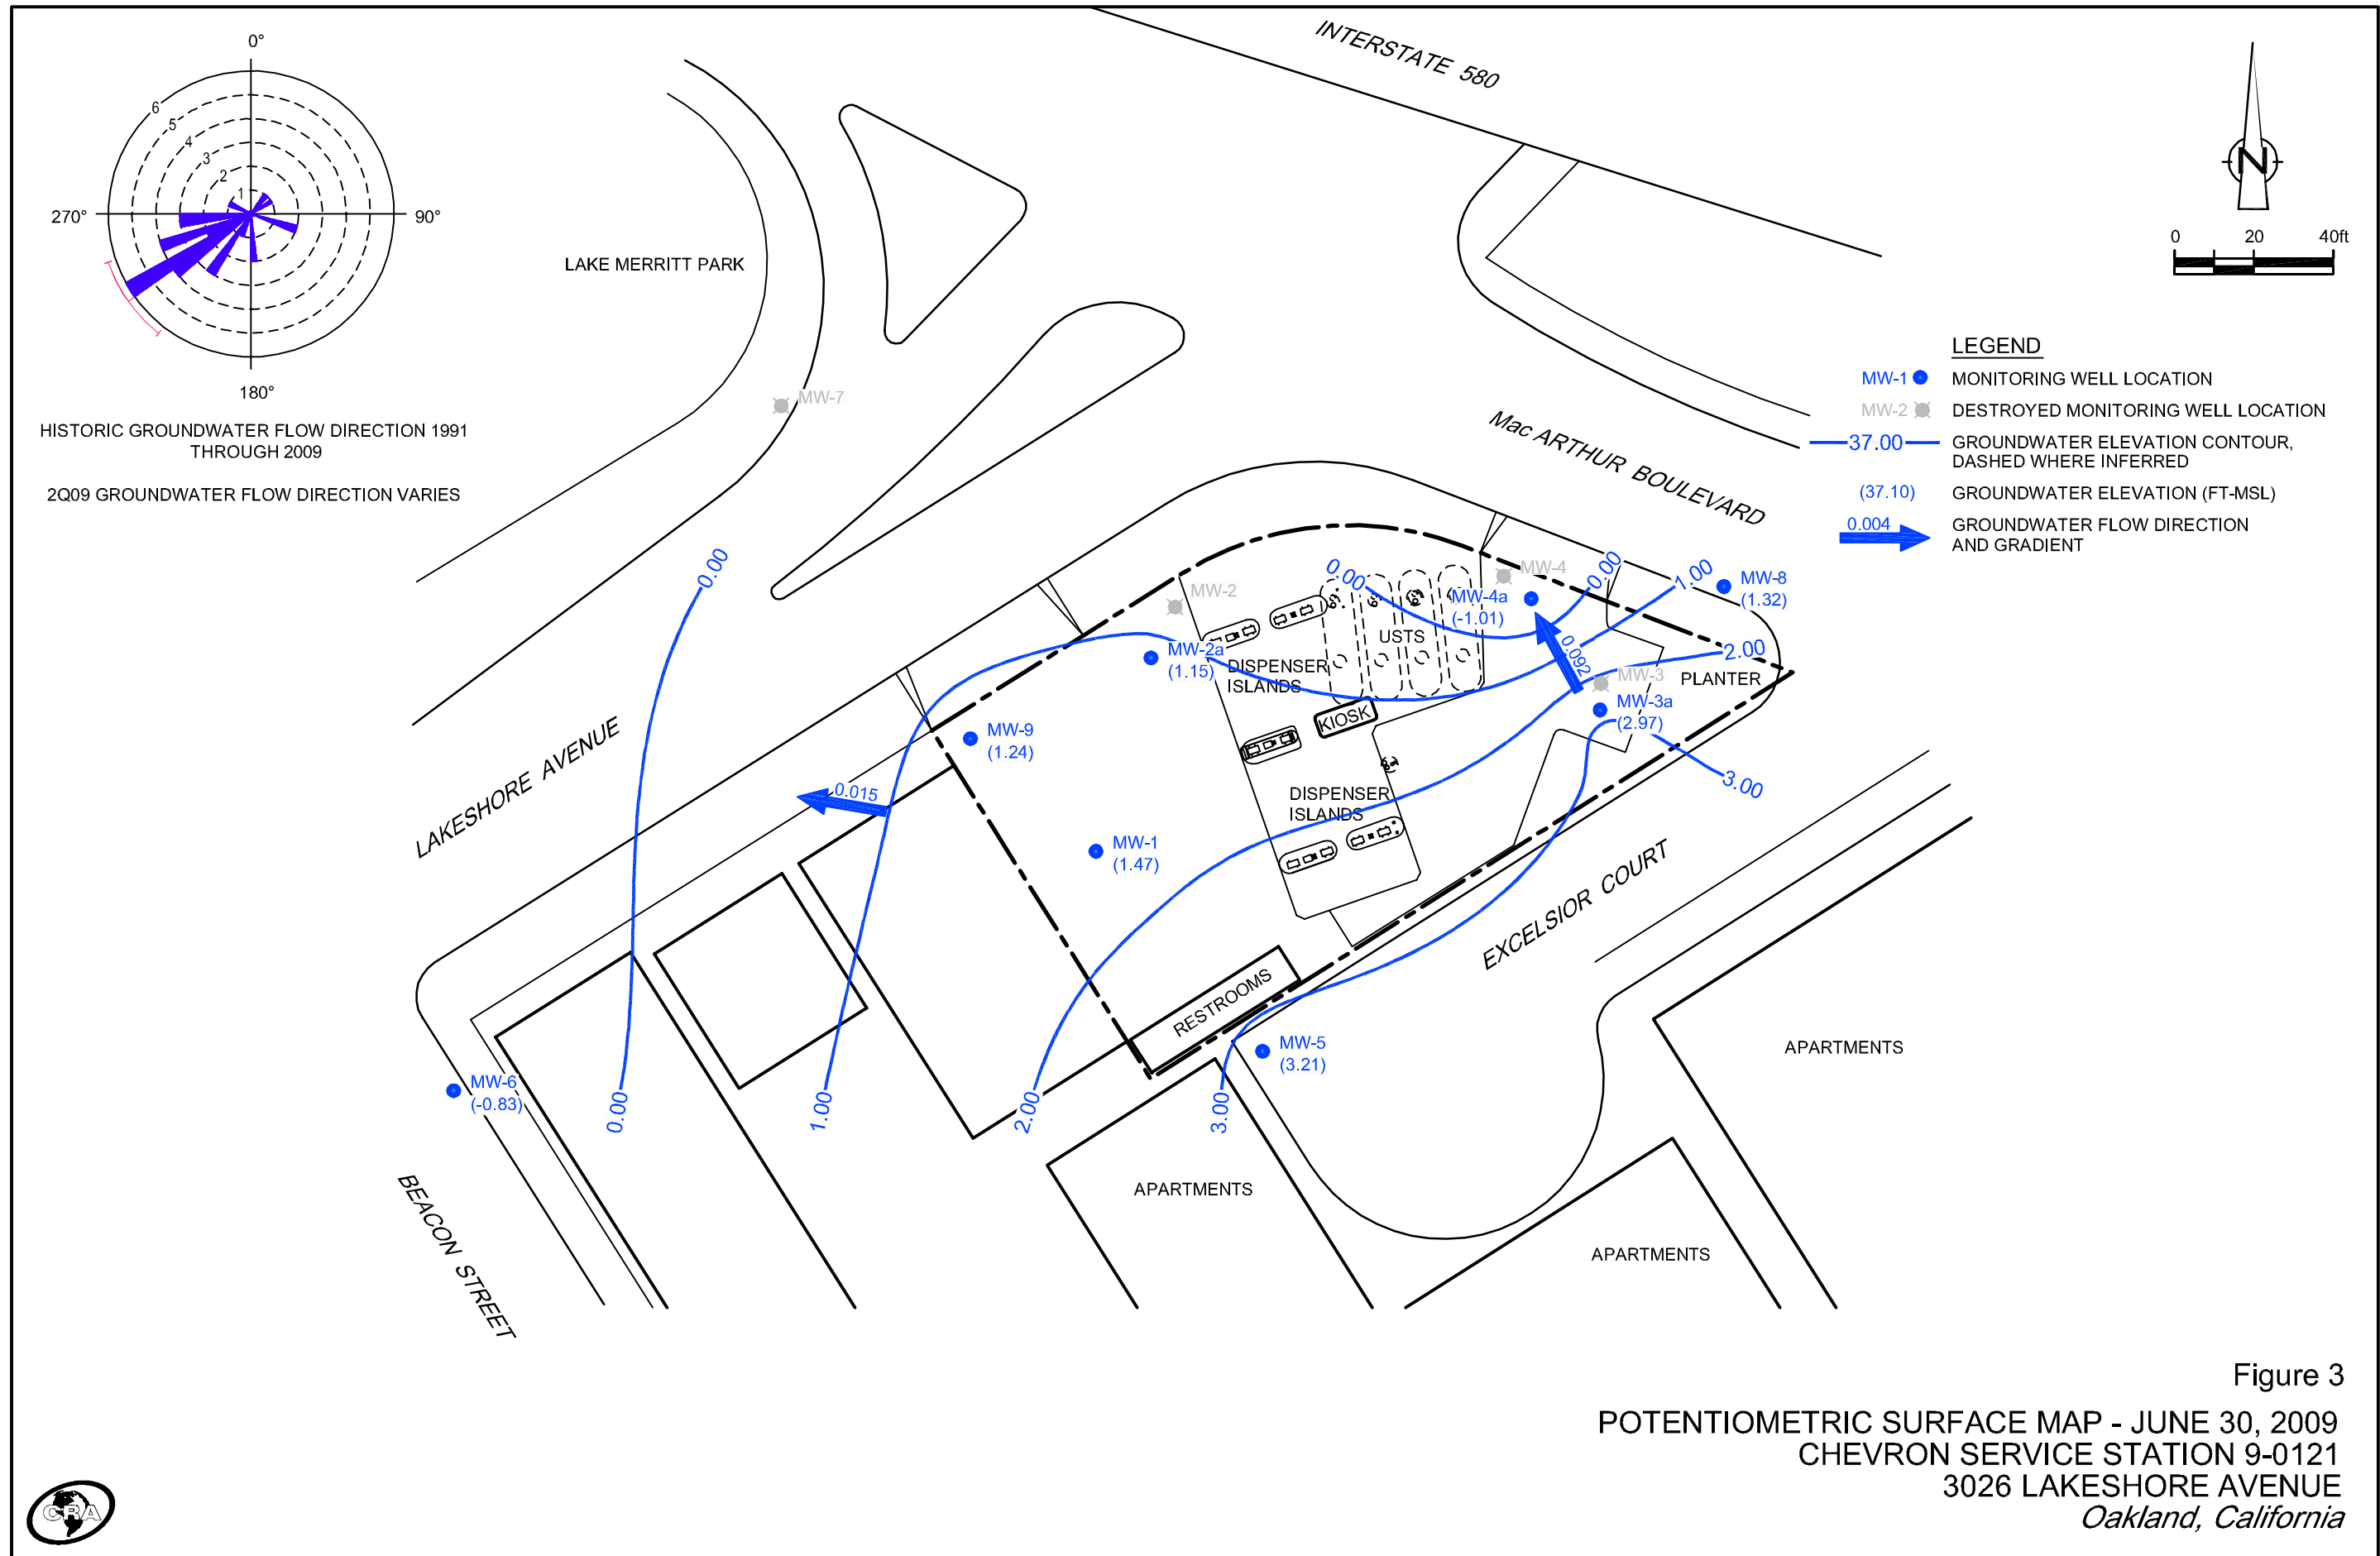 0°
6
5
4
3
2
1
270°
90°
180°
HISTORIC GROUNDWATER FLOW DIRECTION 1991
THROUGH 2009
2Q09 GROUNDWATER FLOW DIRECTION VARIES
INTERSTATE 580
N
0 20 40ft
LEGEND
MW-1 MONITORING WELL LOCATION
MW-2 DESTROYED MONITORING WELL LOCATION
37.00 GROUNDWATER ELEVATION CONTOUR,
DASHED WHERE INFERRED
(37.10) GROUNDWATER ELEVATION (FT-MSL)
0.004 GROUNDWATER FLOW DIRECTION
AND GRADIENT
LAKE MERRITT PARK
MW-7
Mac ARTHUR BOULEVARD
0.00
0.00
MW-4
0.00
1.00
MW-8
(1.32)
MW-2
MW-4a
(-1.01)
USTS
MW-2a
(1.15)
DISPENSER
ISLANDS
0.092
2.00
MW-3
PLANTER
MW-3a
(2.97)
KIOSK
MW-9
(1.24)
LAKESHORE AVENUE
0.015
3.00
DISPENSER
ISLANDS
MW-1
(1.47)
EXCELSIOR COURT
RESTROOMS
MW-5
(3.21)
APARTMENTS
MW-6
(-0.83)
0.00
1.00
2.00
3.00
APARTMENTS
BEACON STREET
APARTMENTS
Figure 3
POTENTIOMETRIC SURFACE MAP - JUNE 30, 2009
CHEVRON SERVICE STATION 9-0121
3026 LAKESHORE AVENUE
Oakland, California
CRA